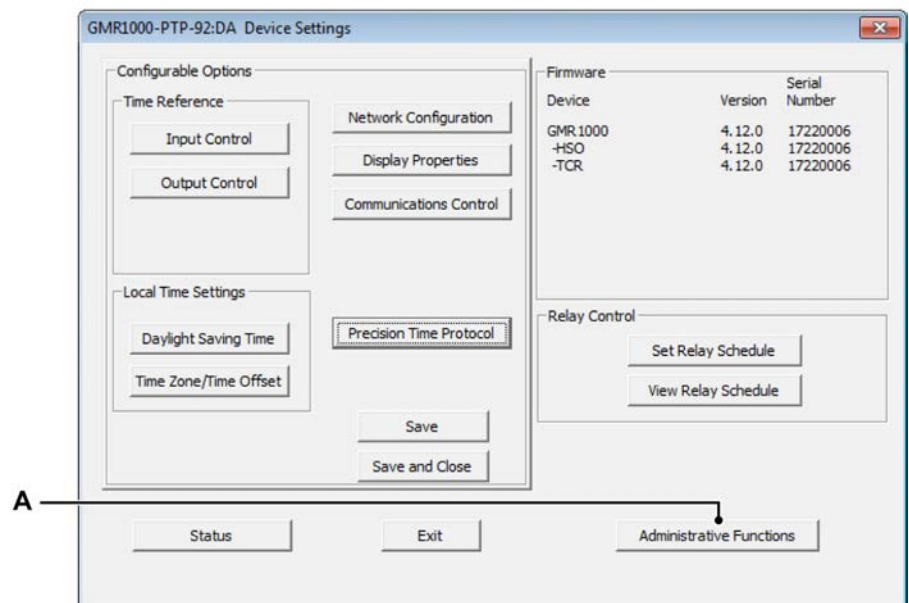 GMR1000-PTP-92:DA Device Settings
Configurable Options
Time Reference
Input Control
Output Control
Network Configuration
Display Properties
Communications Control
Local Time Settings
Daylight Saving Time
Time Zone/Time Offset
Precision Time Protocol
Save
Save and Close
Firmware
Device Version Serial Number
GMR1000 4.12.0 17220006
-HSO 4.12.0 17220006
-TCR 4.12.0 17220006
Relay Control
Set Relay Schedule
View Relay Schedule
A
Status
Exit
Administrative Functions